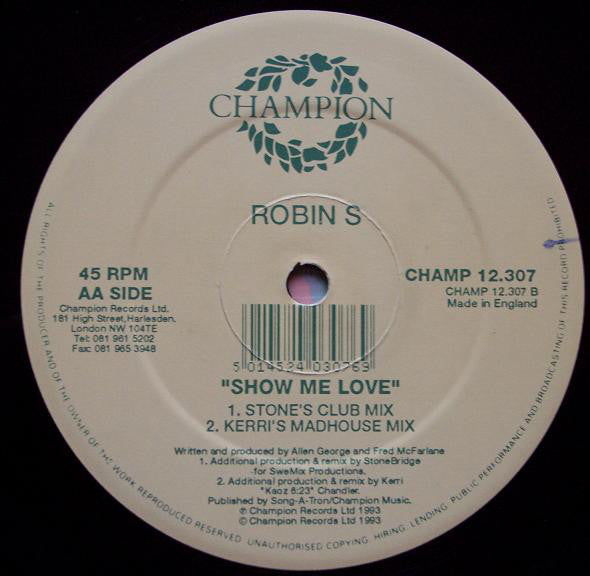 CHAMPION
ROBIN S
45 RPM
AA SIDE
Champion Records Ltd.
181 High Street, Harlesden,
London NW 104TE
Tel: 081 961 5202
Fax: 081 965 3948
CHAMP 12.307
CHAMP 12.307 B
Made in England
5 014524 030769
"SHOW ME LOVE"
1. STONE'S CLUB MIX
2. KERRI'S MADHOUSE MIX
Written and produced by Allen George and Fred McFarlane
1. Additional production & remix by StoneBridge
for SweMix Productions.
2. Additional production & remix by Kerri
"Kaoz 6:23" Chandler.
Published by Song-A-Tron/Champion Music.
℗ Champion Records Ltd 1993
© Champion Records Ltd 1993
ALL RIGHTS OF THE PRODUCER AND OF THE OWNER OF THE WORK REPRODUCED RESERVED. UNAUTHORISED COPYING, HIRING, LENDING, PUBLIC PERFORMANCE AND BROADCASTING OF THIS RECORD PROHIBITED.